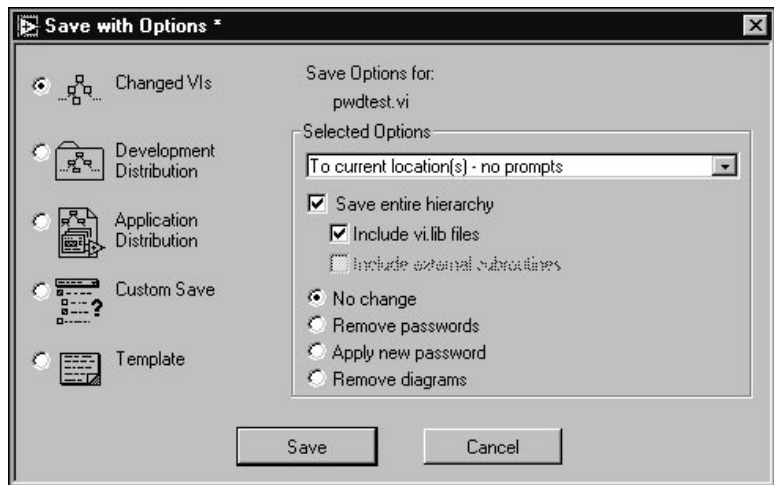 Save with Options *
Changed VIs
Development
Distribution
Application
Distribution
Custom Save
Template
Save Options for:
pwdtest.vi
Selected Options
To current location(s) - no prompts
Save entire hierarchy
Include vi.lib files
Include external subroutines
No change
Remove passwords
Apply new password
Remove diagrams
Save
Cancel